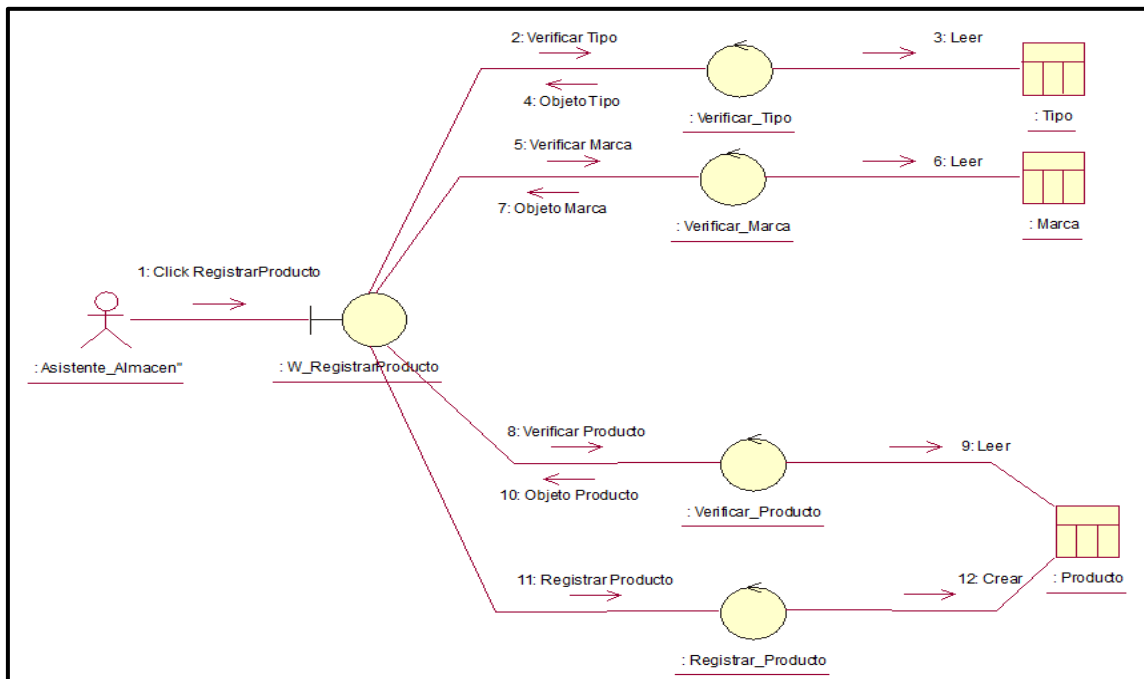 2: Verificar Tipo
3: Leer
4: Objeto Tipo
: Verificar_Tipo
: Tipo
5: Verificar Marca
6: Leer
7: Objeto Marca
: Verificar_Marca
: Marca
1: Click RegistrarProducto
: Asistente_Almacen"
: W_RegistrarProducto
8: Verificar Producto
9: Leer
10: Objeto Producto
: Verificar_Producto
11: Registrar Producto
12: Crear
: Producto
: Registrar_Producto